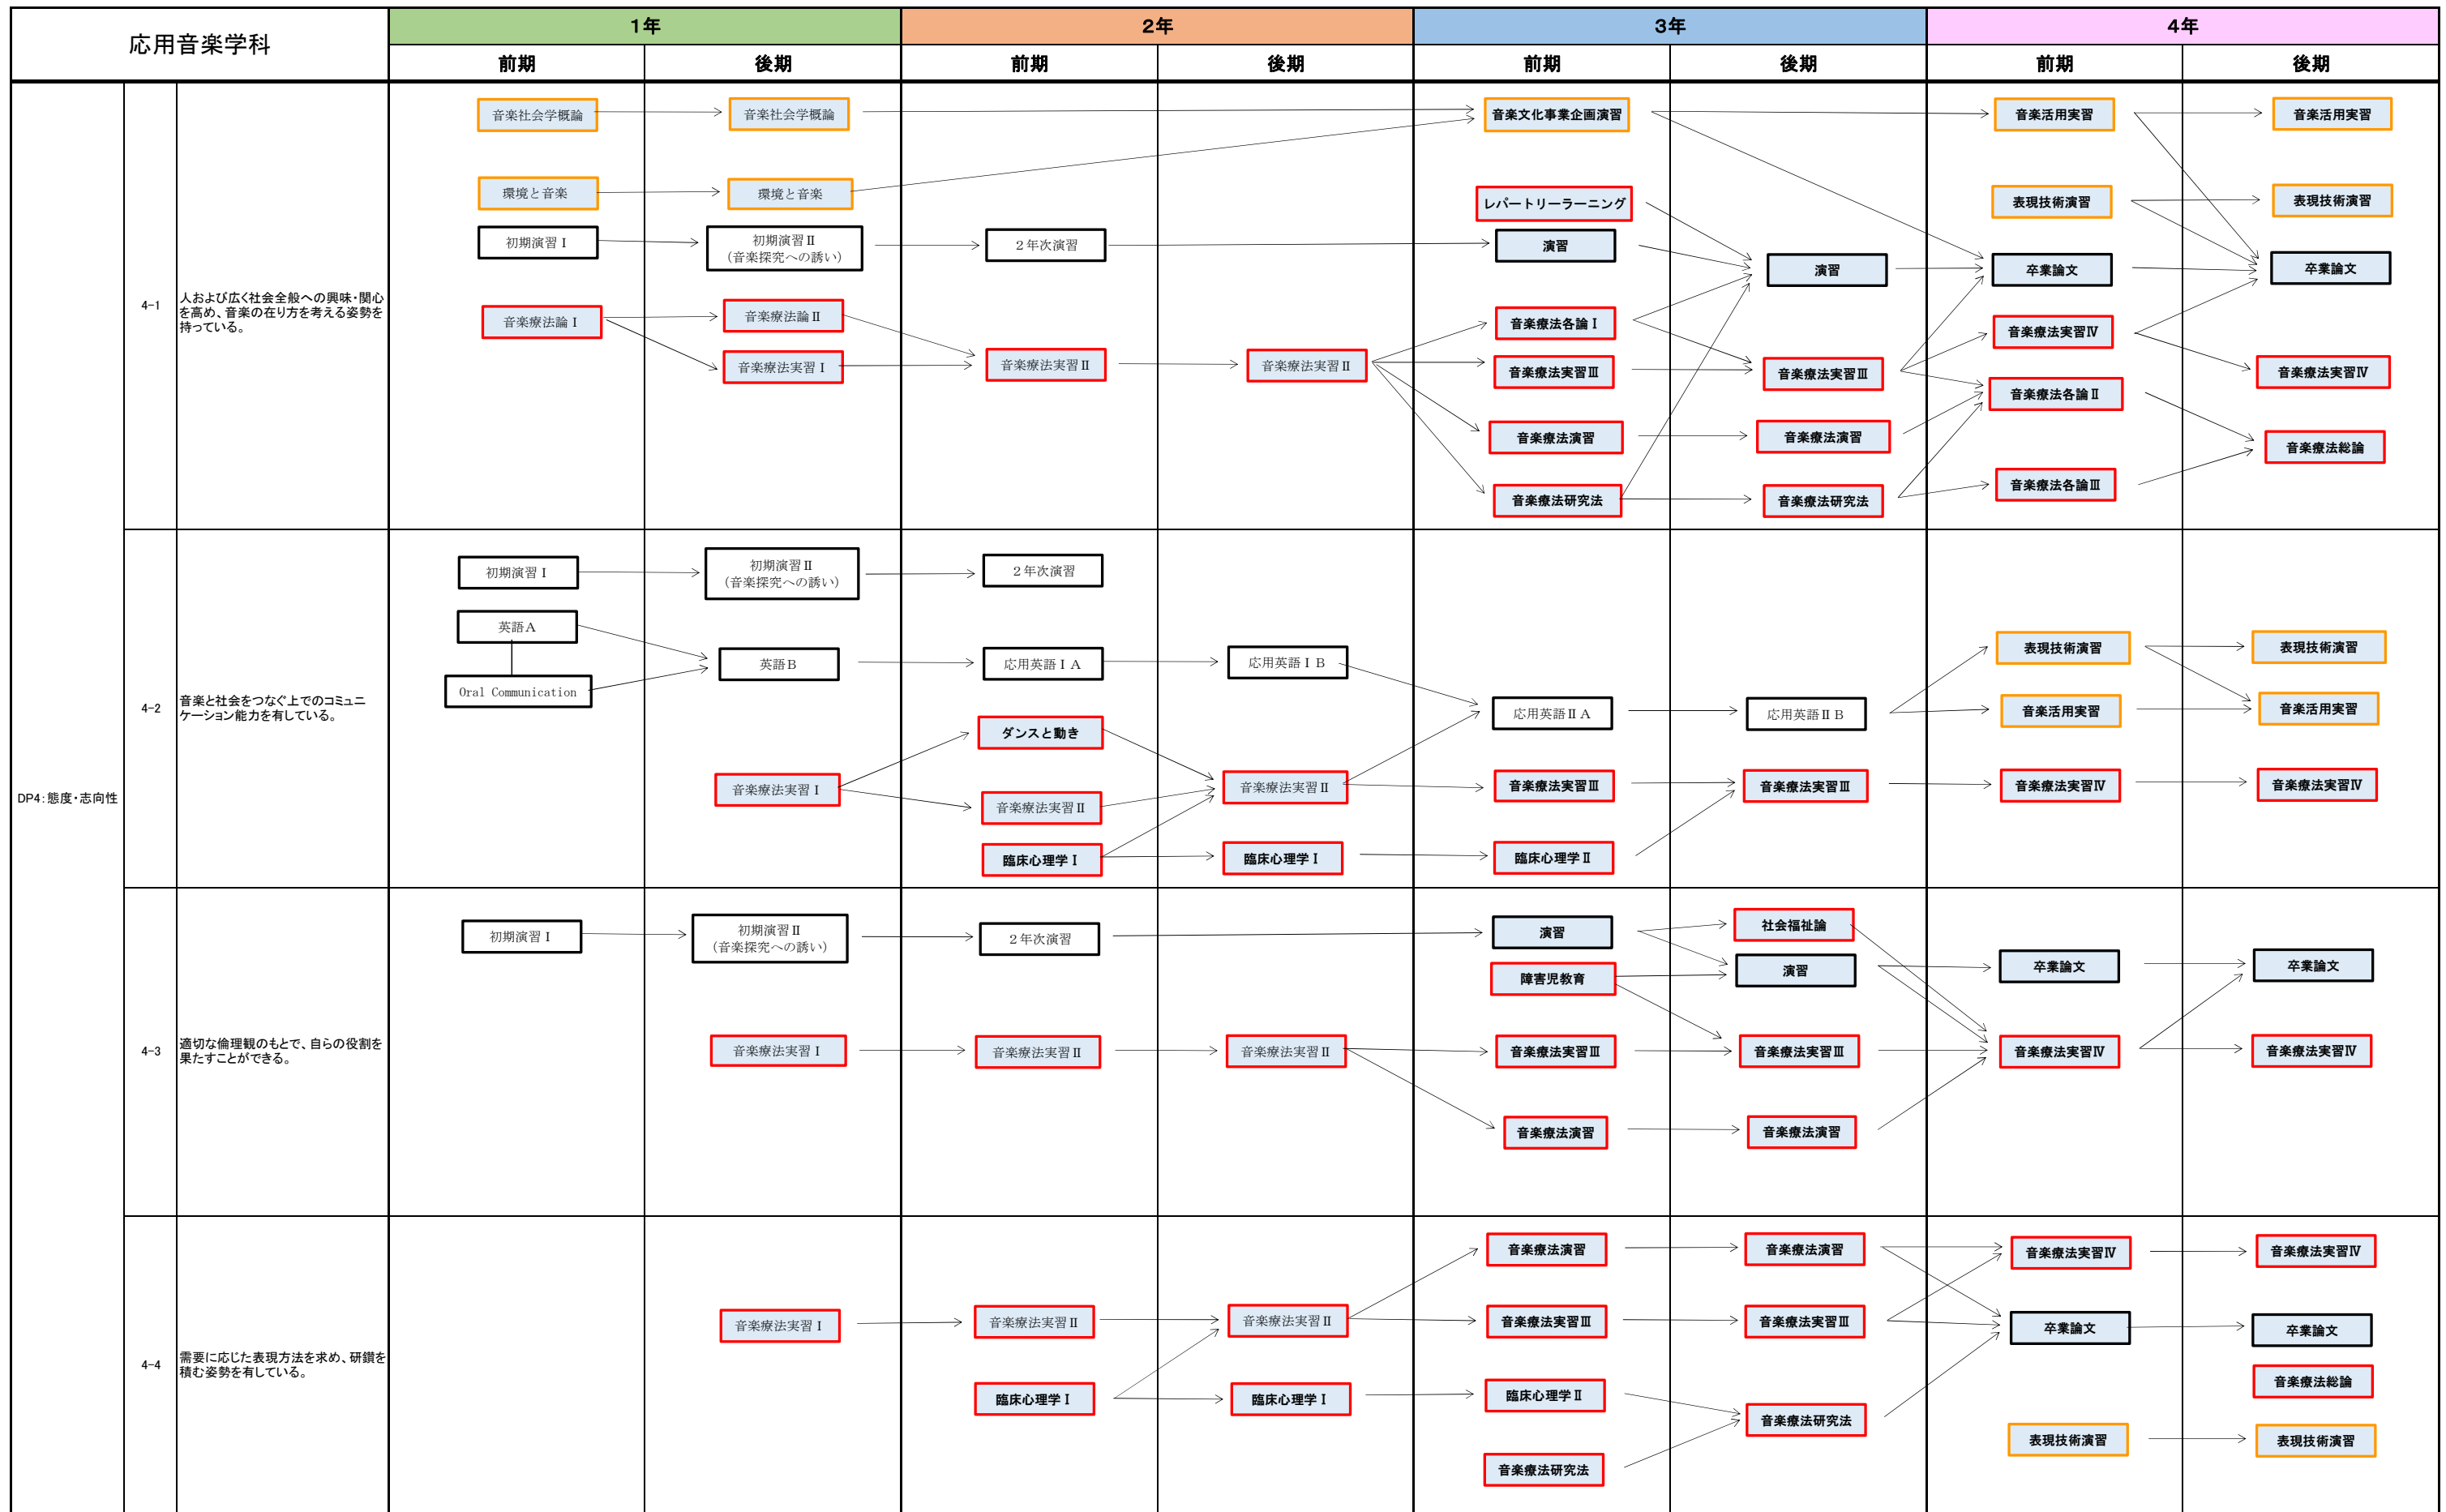 応用音楽学科
1年
2年
3年
4年
前期
後期
前期
後期
前期
後期
前期
後期
DP4：態度・志向性
4-1
人および広く社会全般への興味・関心
を高め、音楽の在り方を考える姿勢を
持っている。
音楽社会学概論
音楽社会学概論
音楽文化事業企画演習
音楽活用実習
音楽活用実習
環境と音楽
環境と音楽
レパートリーラーニング
表現技術演習
表現技術演習
初期演習Ⅰ
初期演習Ⅱ
（音楽探究への誘い）
２年次演習
演習
演習
卒業論文
卒業論文
音楽療法論Ⅰ
音楽療法論Ⅱ
音楽療法各論Ⅰ
音楽療法実習Ⅳ
音楽療法実習Ⅰ
音楽療法実習Ⅱ
音楽療法実習Ⅱ
音楽療法実習Ⅲ
音楽療法実習Ⅲ
音楽療法各論Ⅱ
音楽療法実習Ⅳ
音楽療法演習
音楽療法演習
音楽療法総論
音楽療法研究法
音楽療法研究法
音楽療法各論Ⅲ
4-2
音楽と社会をつなぐ上でのコミュニ
ケーション能力を有している。
初期演習Ⅰ
初期演習Ⅱ
（音楽探究への誘い）
２年次演習
英語Ａ
英語Ｂ
応用英語ⅠＡ
応用英語ⅠＢ
表現技術演習
表現技術演習
Oral Communication
応用英語ⅡＡ
応用英語ⅡＢ
音楽活用実習
音楽活用実習
ダンスと動き
音楽療法実習Ⅰ
音楽療法実習Ⅱ
音楽療法実習Ⅱ
音楽療法実習Ⅲ
音楽療法実習Ⅲ
音楽療法実習Ⅳ
音楽療法実習Ⅳ
臨床心理学Ⅰ
臨床心理学Ⅰ
臨床心理学Ⅱ
4-3
適切な倫理観のもとで、自らの役割を
果たすことができる。
初期演習Ⅰ
初期演習Ⅱ
（音楽探究への誘い）
２年次演習
演習
社会福祉論
障害児教育
演習
卒業論文
卒業論文
音楽療法実習Ⅰ
音楽療法実習Ⅱ
音楽療法実習Ⅱ
音楽療法実習Ⅲ
音楽療法実習Ⅲ
音楽療法実習Ⅳ
音楽療法実習Ⅳ
音楽療法演習
音楽療法演習
4-4
需要に応じた表現方法を求め、研鑽を
積む姿勢を有している。
音楽療法演習
音楽療法演習
音楽療法実習Ⅳ
音楽療法実習Ⅳ
音楽療法実習Ⅰ
音楽療法実習Ⅱ
音楽療法実習Ⅱ
音楽療法実習Ⅲ
音楽療法実習Ⅲ
卒業論文
卒業論文
臨床心理学Ⅰ
臨床心理学Ⅰ
臨床心理学Ⅱ
音楽療法研究法
音楽療法総論
音楽療法研究法
表現技術演習
表現技術演習